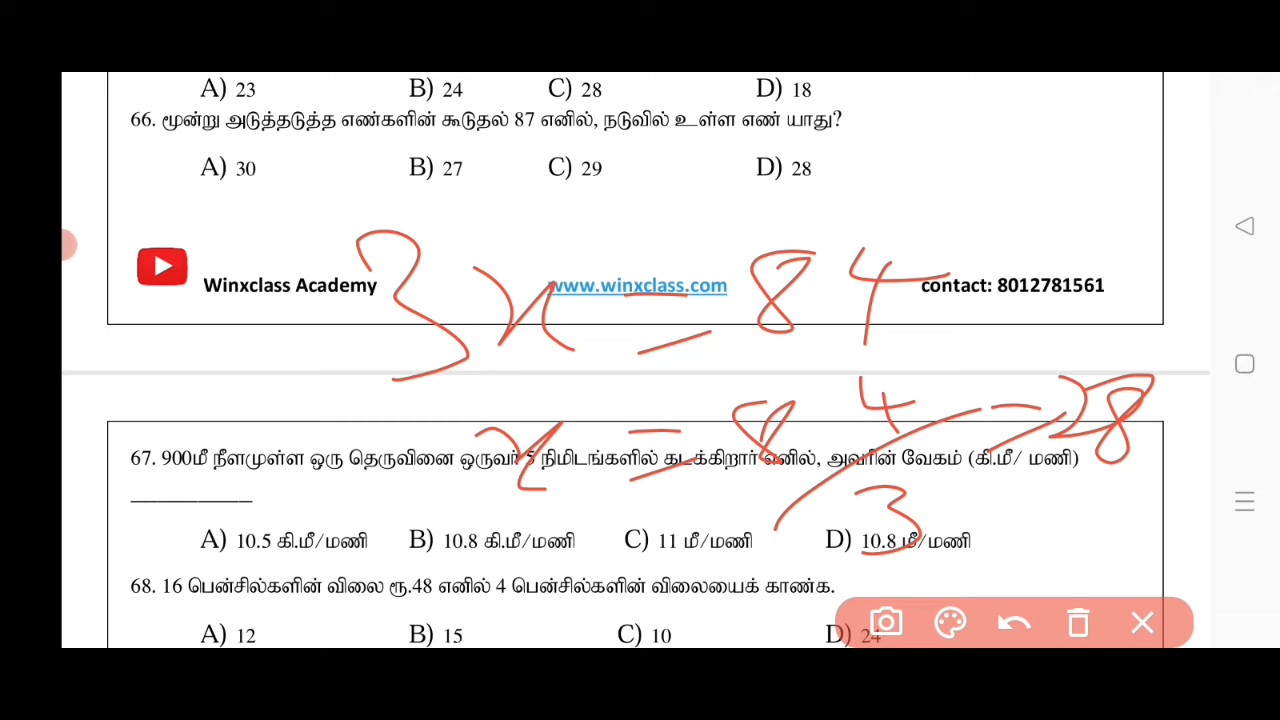 A) 23 B) 24 C) 28 D) 18
66. மூன்று அடுத்தடுத்த எண்களின் கூடுதல் 87 எனில், நடுவில் உள்ள எண் யாது?
A) 30 B) 27 C) 29 D) 28
3x = 84
Winxclass Academy www.winxclass.com contact: 8012781561
x = 84/3 = 28
67. 900மீ நீளமுள்ள ஒரு தெருவினை ஒருவர் 5 நிமிடங்களில் கடக்கிறார் எனில், அவரின் வேகம் (கி.மீ/ மணி)
____________
A) 10.5 கி.மீ/மணி B) 10.8 கி.மீ/மணி C) 11 மீ/மணி D) 10.8 மீ/மணி
68. 16 பென்சில்களின் விலை ரூ.48 எனில் 4 பென்சில்களின் விலையைக் காண்க.
A) 12 B) 15 C) 10 D) 24